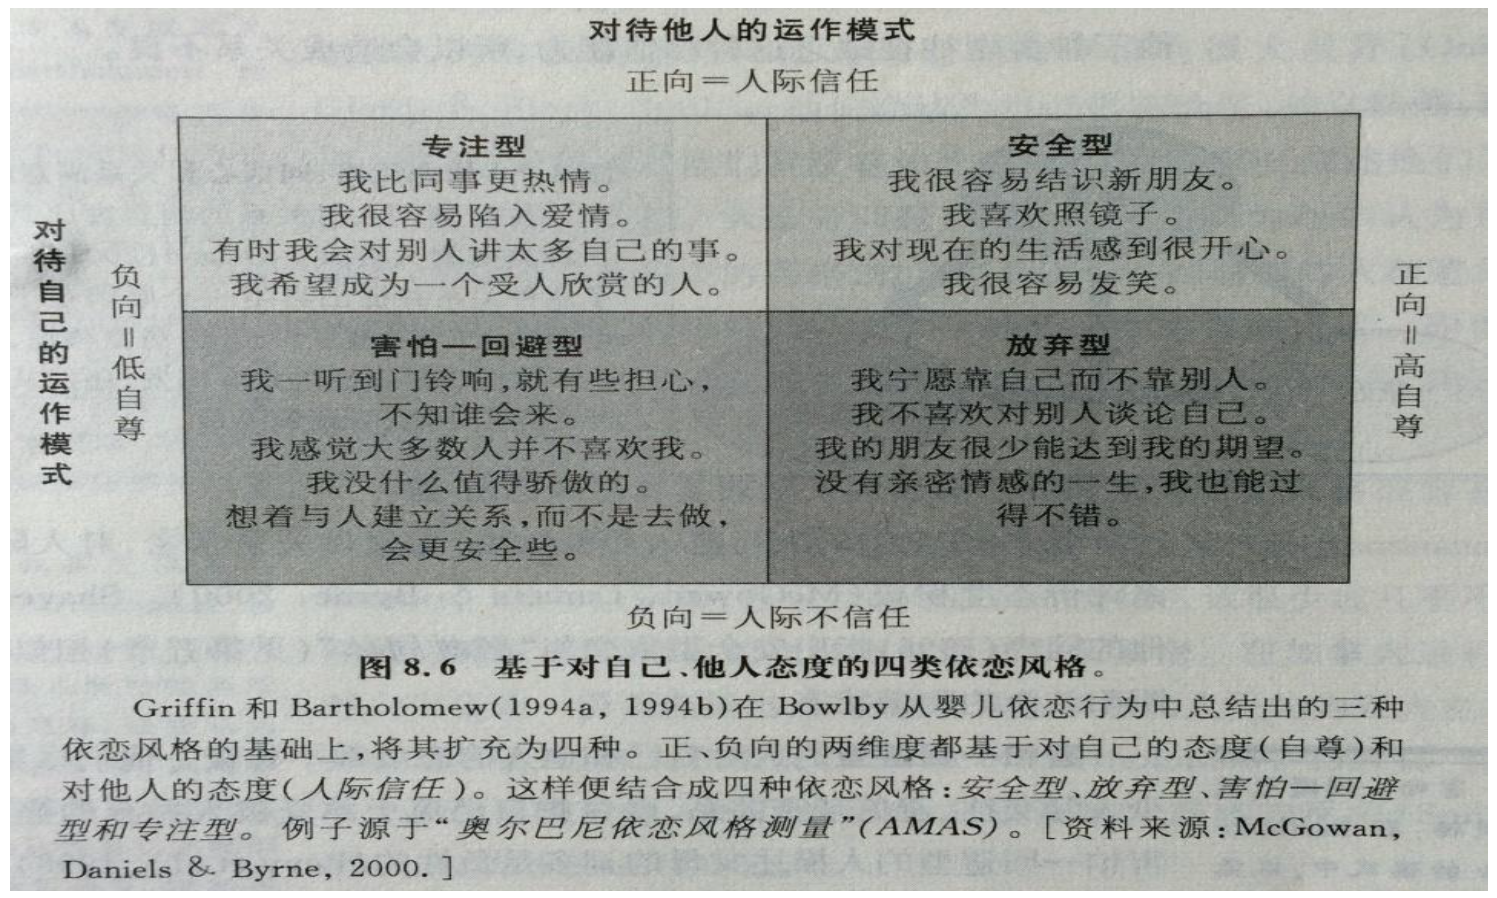 对待他人的运作模式
正向＝人际信任
专注型
我比同事更热情。
我很容易陷入爱情。
有时我会对别人讲太多自己的事。
我希望成为一个受人欣赏的人。
安全型
我很容易结识新朋友。
我喜欢照镜子。
我对现在的生活感到很开心。
我很容易发笑。
对待自己的运作模式
负向＝低自尊
正向＝高自尊
害怕—回避型
我一听到门铃响,就有些担心,
不知谁会来。
我感觉大多数人并不喜欢我。
我没什么值得骄傲的。
想着与人建立关系,而不是去做,
会更安全些。
放弃型
我宁愿靠自己而不靠别人。
我不喜欢对别人谈论自己。
我的朋友很少能达到我的期望。
没有亲密情感的一生,我也能过
得不错。
负向＝人际不信任
图 8.6 基于对自己、他人态度的四类依恋风格。
Griffin 和 Bartholomew(1994a, 1994b)在 Bowlby 从婴儿依恋行为中总结出的三种
依恋风格的基础上,将其扩充为四种。正、负向的两维度都基于对自己的态度(自尊)和
对他人的态度(人际信任)。这样便结合成四种依恋风格:安全型、放弃型、害怕—回避
型和专注型。例子源于“奥尔巴尼依恋风格测量”(AMAS)。[资料来源:McGowan,
Daniels & Byrne, 2000.]